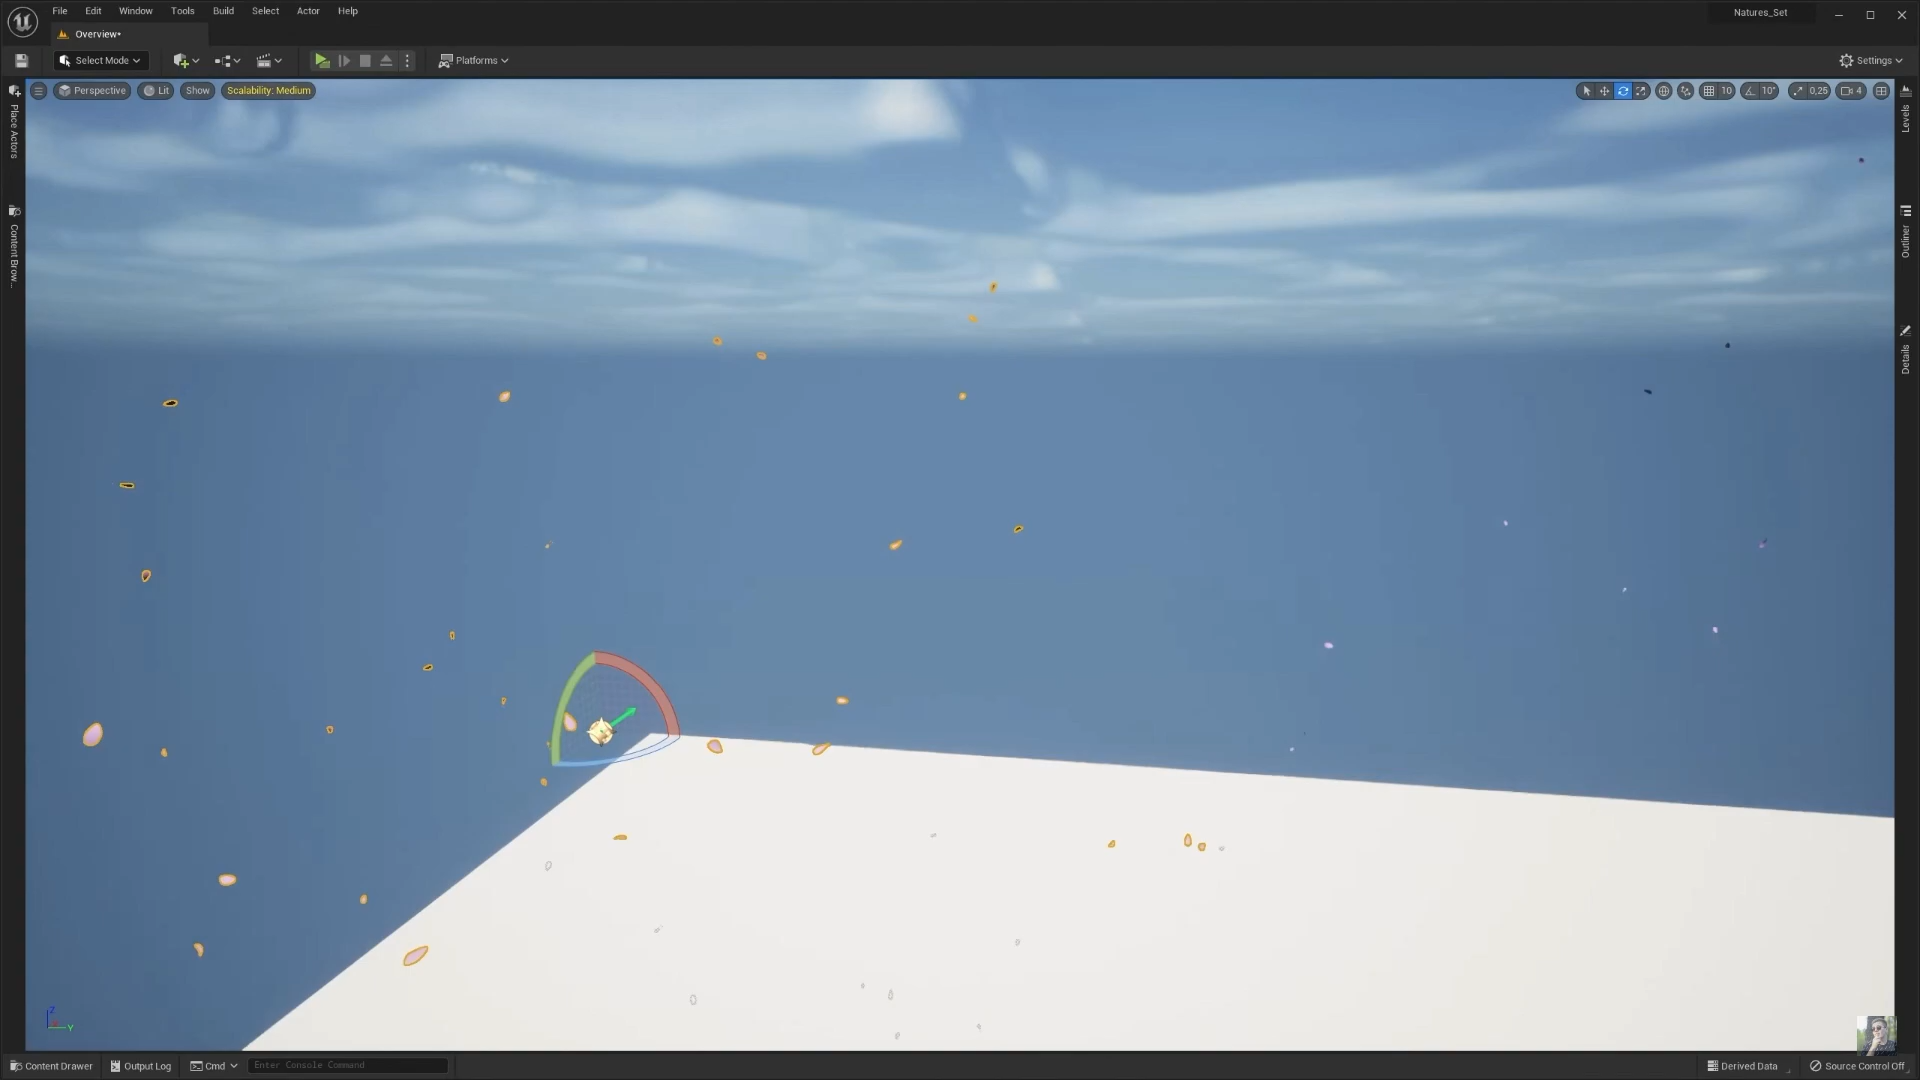 File Edit Window Tools Build Select Actor Help
Natures_Set
Overview•
Select Mode
Platforms
Settings
Place Actors
Content Brow...
Perspective
Lit
Show
Scalability: Medium
10
10°
0,25
4
Levels
Outliner
Details
Z
Y
Content Drawer
Output Log
Cmd
Enter Console Command
Derived Data
Source Control Off